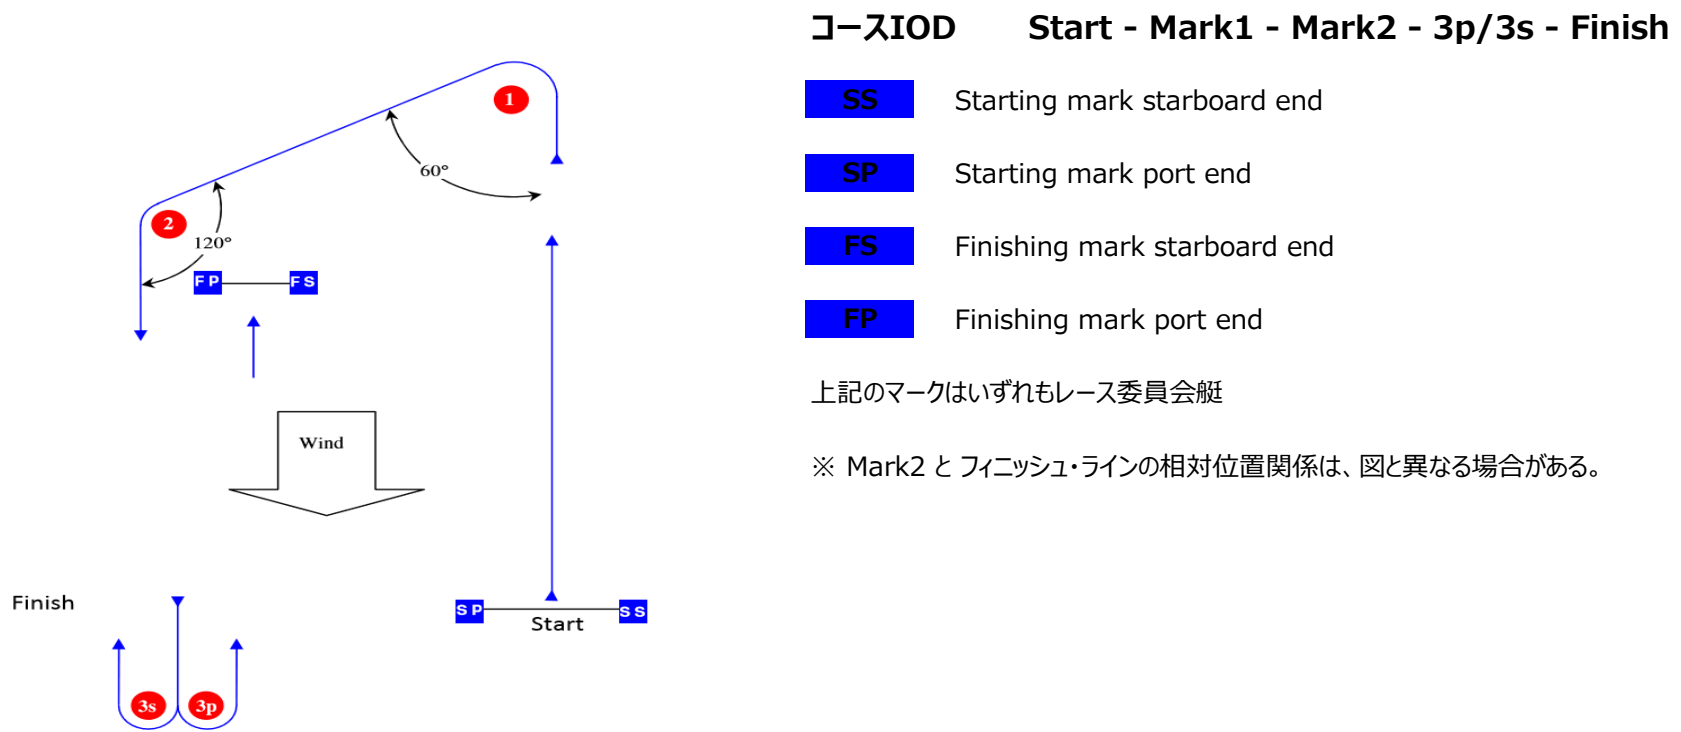 コースIOD Start - Mark1 - Mark2 - 3p/3s - Finish
SS Starting mark starboard end
SP Starting mark port end
FS Finishing mark starboard end
FP Finishing mark port end
上記のマークはいずれもレース委員会艇
※ Mark2 と フィニッシュ・ラインの相対位置関係は、図と異なる場合がある。
1
60°
2
120°
FP FS
Wind
Finish
SP SS
Start
3s 3p